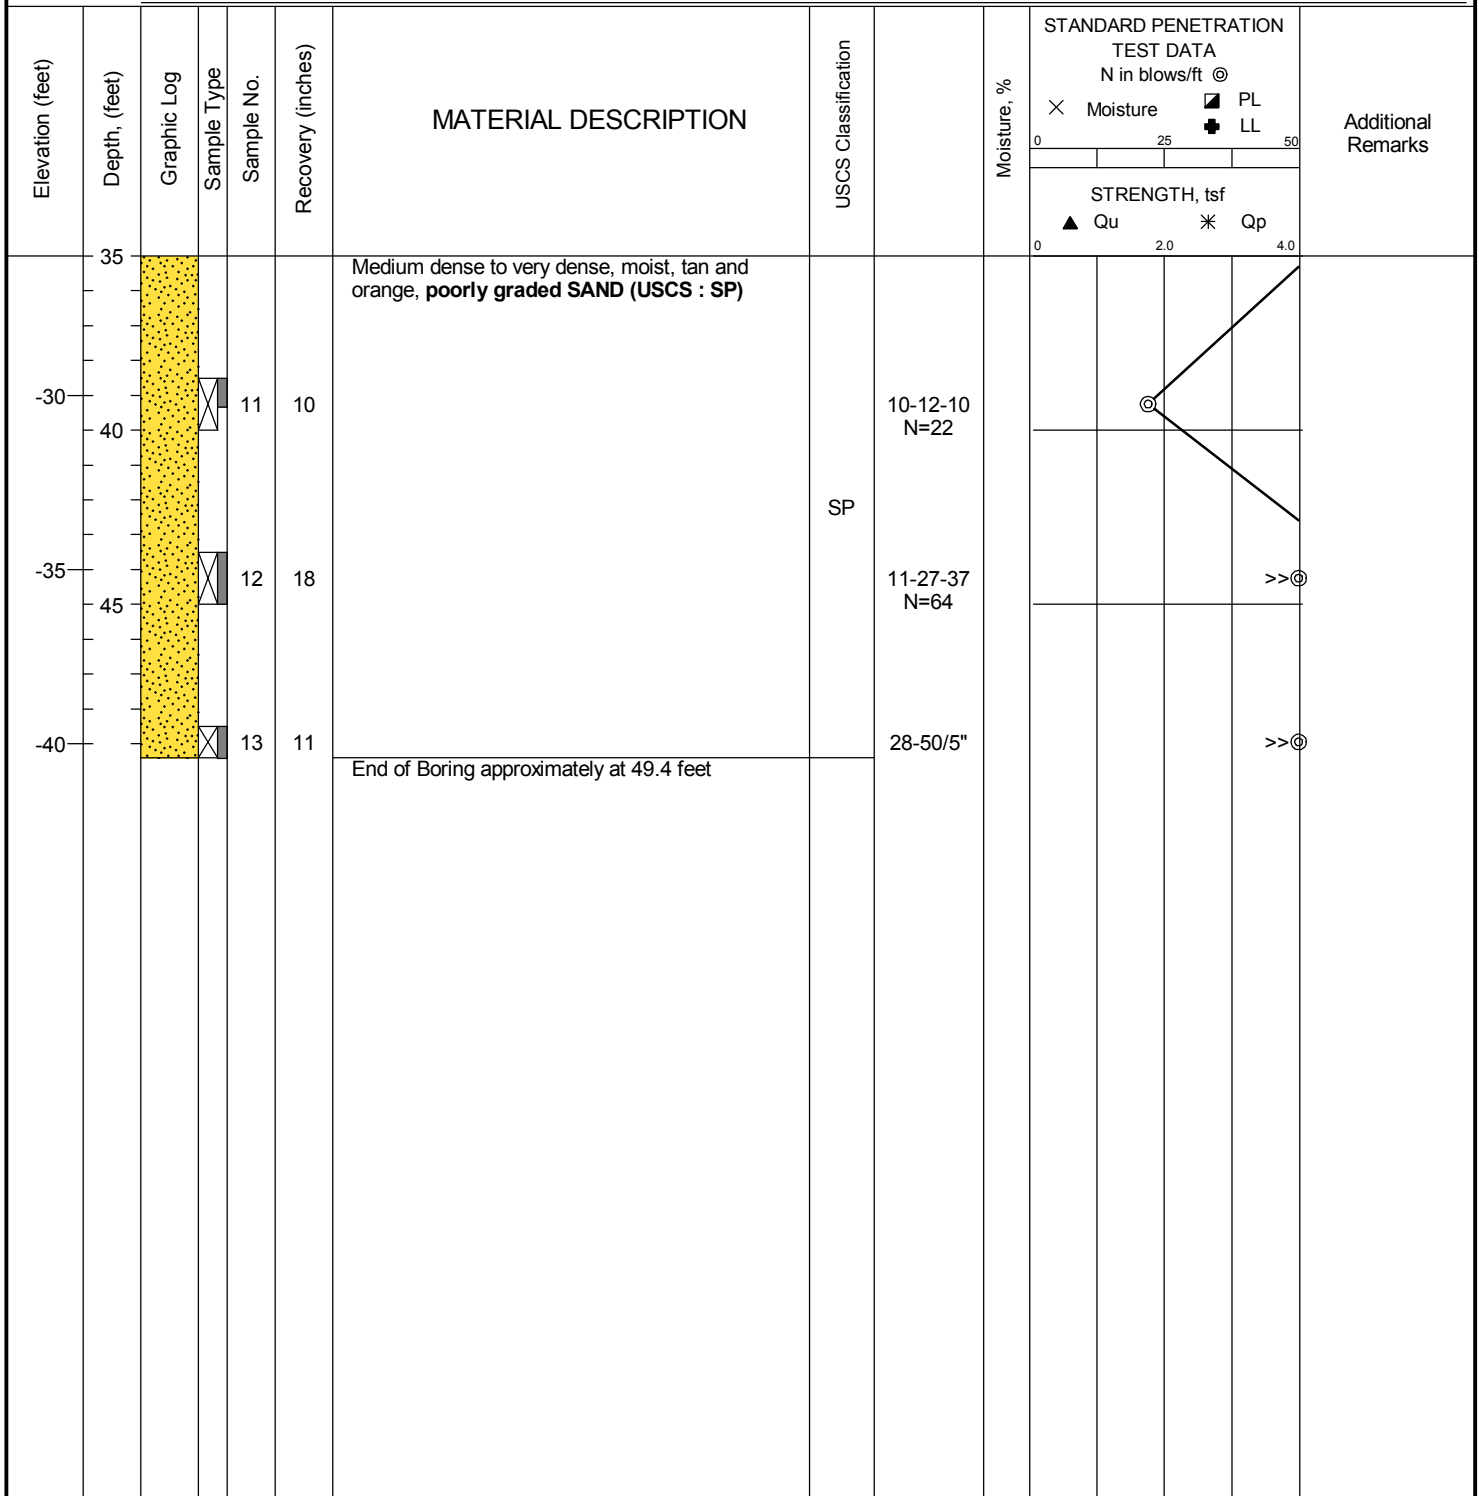 Elevation (feet)
Depth, (feet)
Graphic Log
Sample Type
Sample No.
Recovery (inches)
MATERIAL DESCRIPTION
USCS Classification
Moisture, %
STANDARD PENETRATION
TEST DATA
N in blows/ft
Moisture
PL
LL
0 25 50
STRENGTH, tsf
Qu Qp
0 2.0 4.0
Additional
Remarks
35
Medium dense to very dense, moist, tan and
orange, poorly graded SAND (USCS : SP)
-30
11 10
10-12-10
N=22
40
SP
-35
12 18
11-27-37
N=64
>>
45
-40
13 11
28-50/5"
>>
End of Boring approximately at 49.4 feet